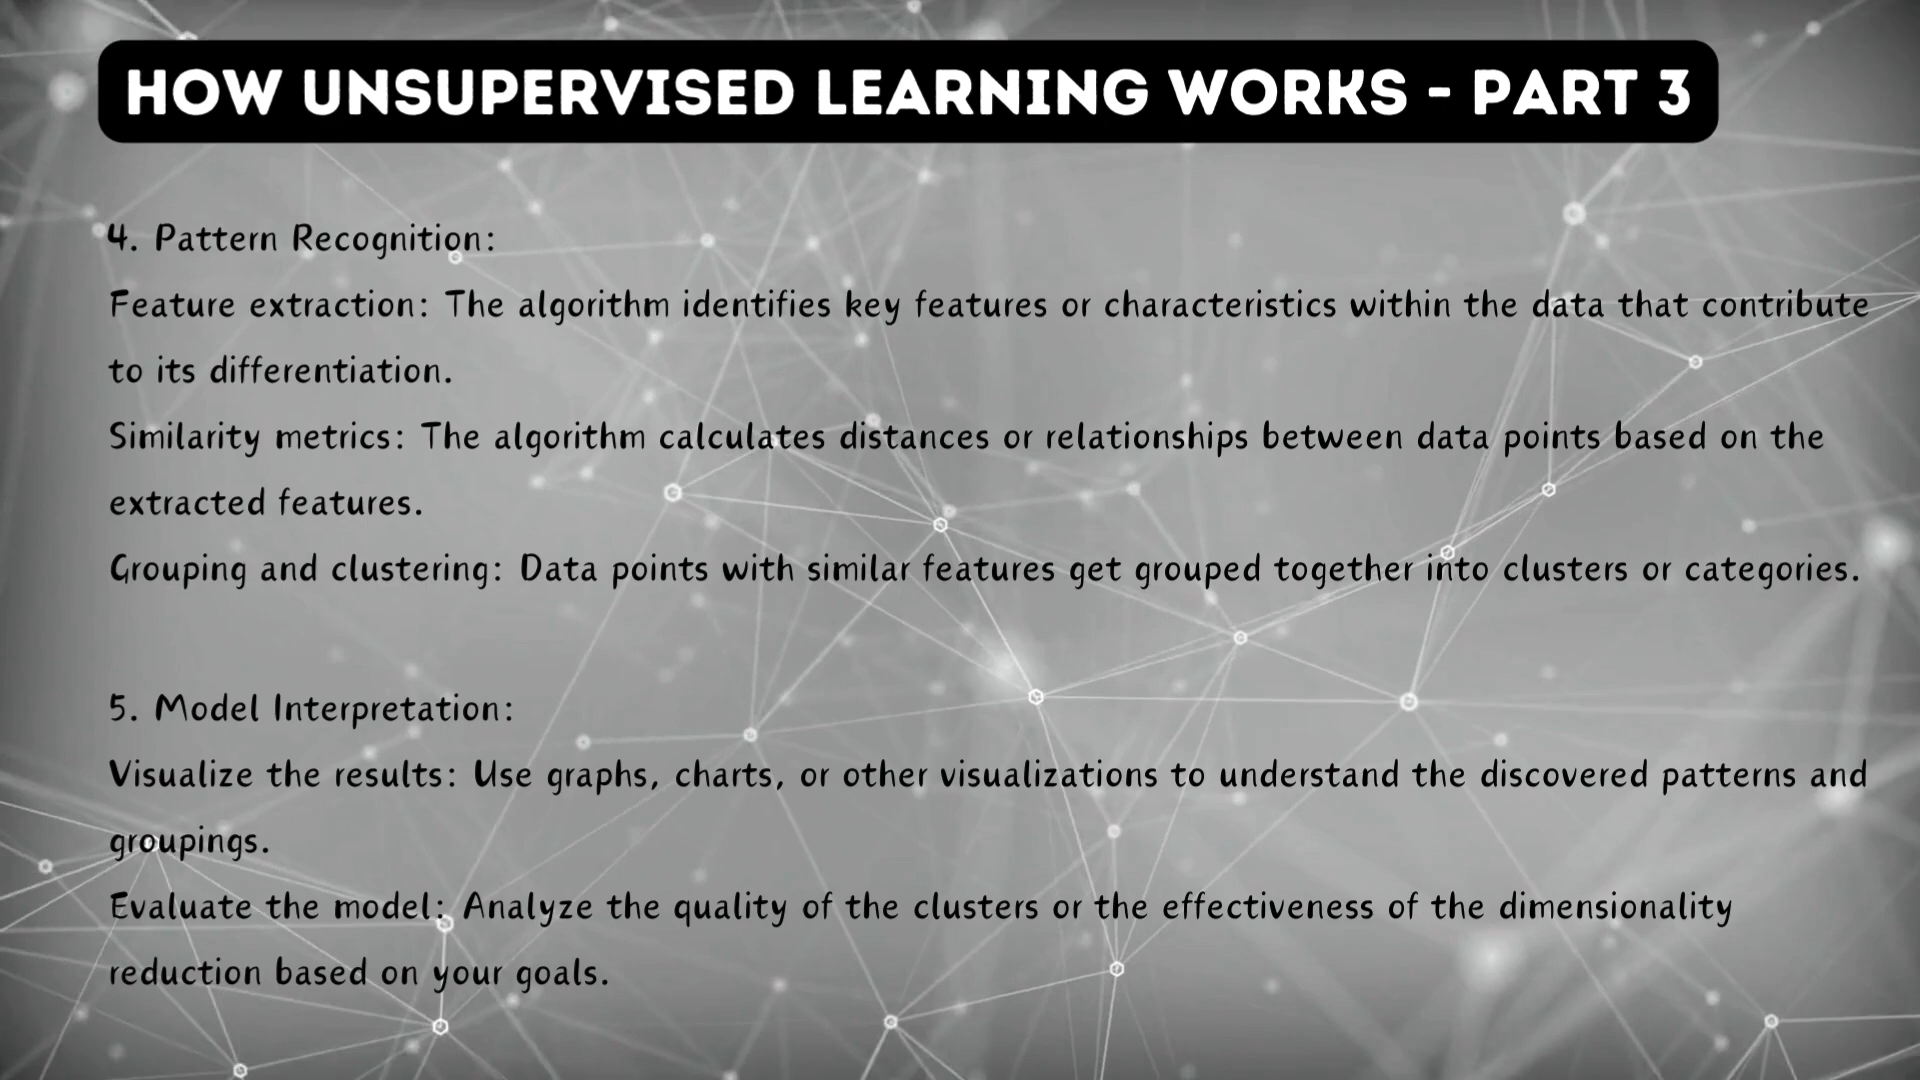 HOW UNSUPERVISED LEARNING WORKS - PART 3
4. Pattern Recognition:
Feature extraction: The algorithm identifies key features or characteristics within the data that contribute
to its differentiation.
Similarity metrics: The algorithm calculates distances or relationships between data points based on the
extracted features.
Grouping and clustering: Data points with similar features get grouped together into clusters or categories.
5. Model Interpretation:
Visualize the results: Use graphs, charts, or other visualizations to understand the discovered patterns and
groupings.
Evaluate the model: Analyze the quality of the clusters or the effectiveness of the dimensionality
reduction based on your goals.